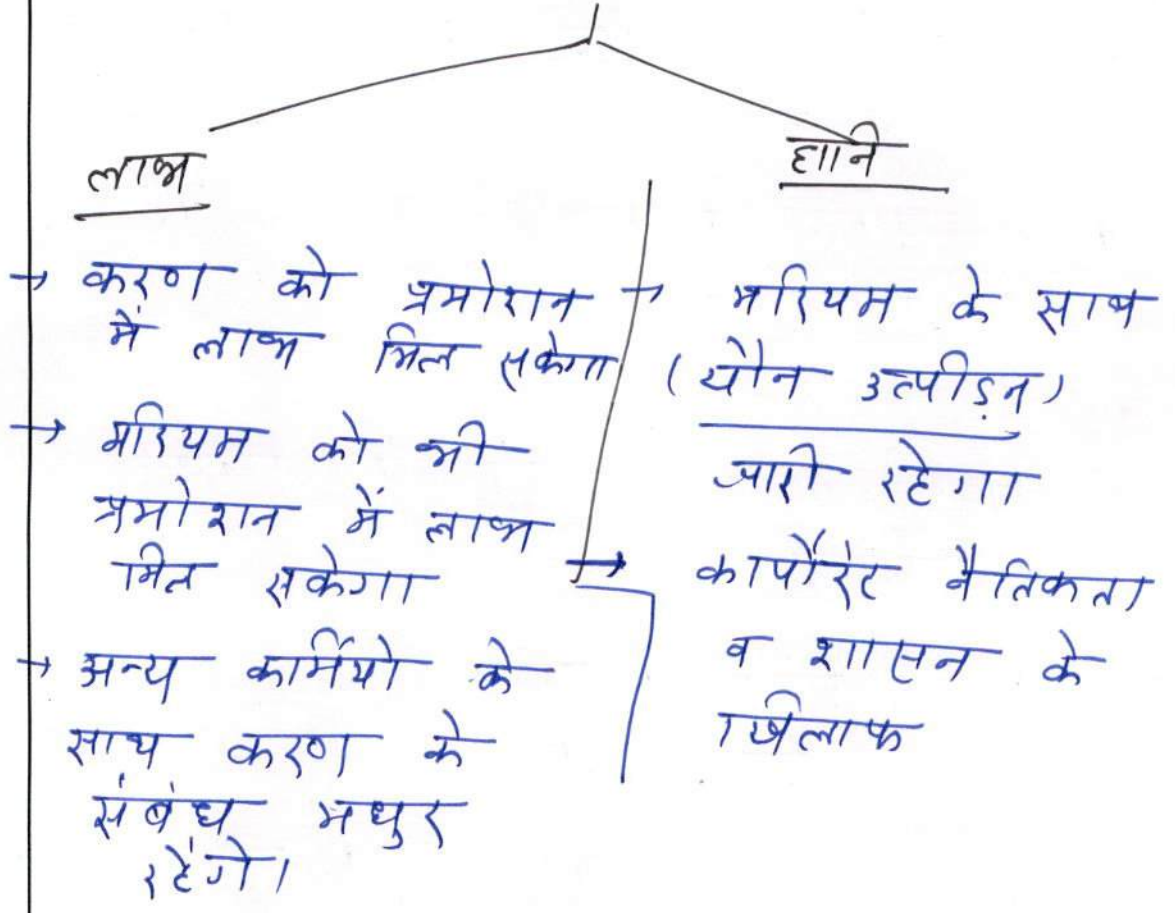 लाभ
→ करण को प्रमोशन
में लाभ मिल सकेगा
→ मरियम को भी
प्रमोशन में लाभ
मिल सकेगा
→ अन्य कर्मियो के
साथ करण के
संबंध मधुर
रहेंगे।
हानि
→ मरियम के साथ
(यौन उत्पीड़न)
जारी रहेगा
→ कार्पोरेट नैतिकता
व शासन के
खिलाफ